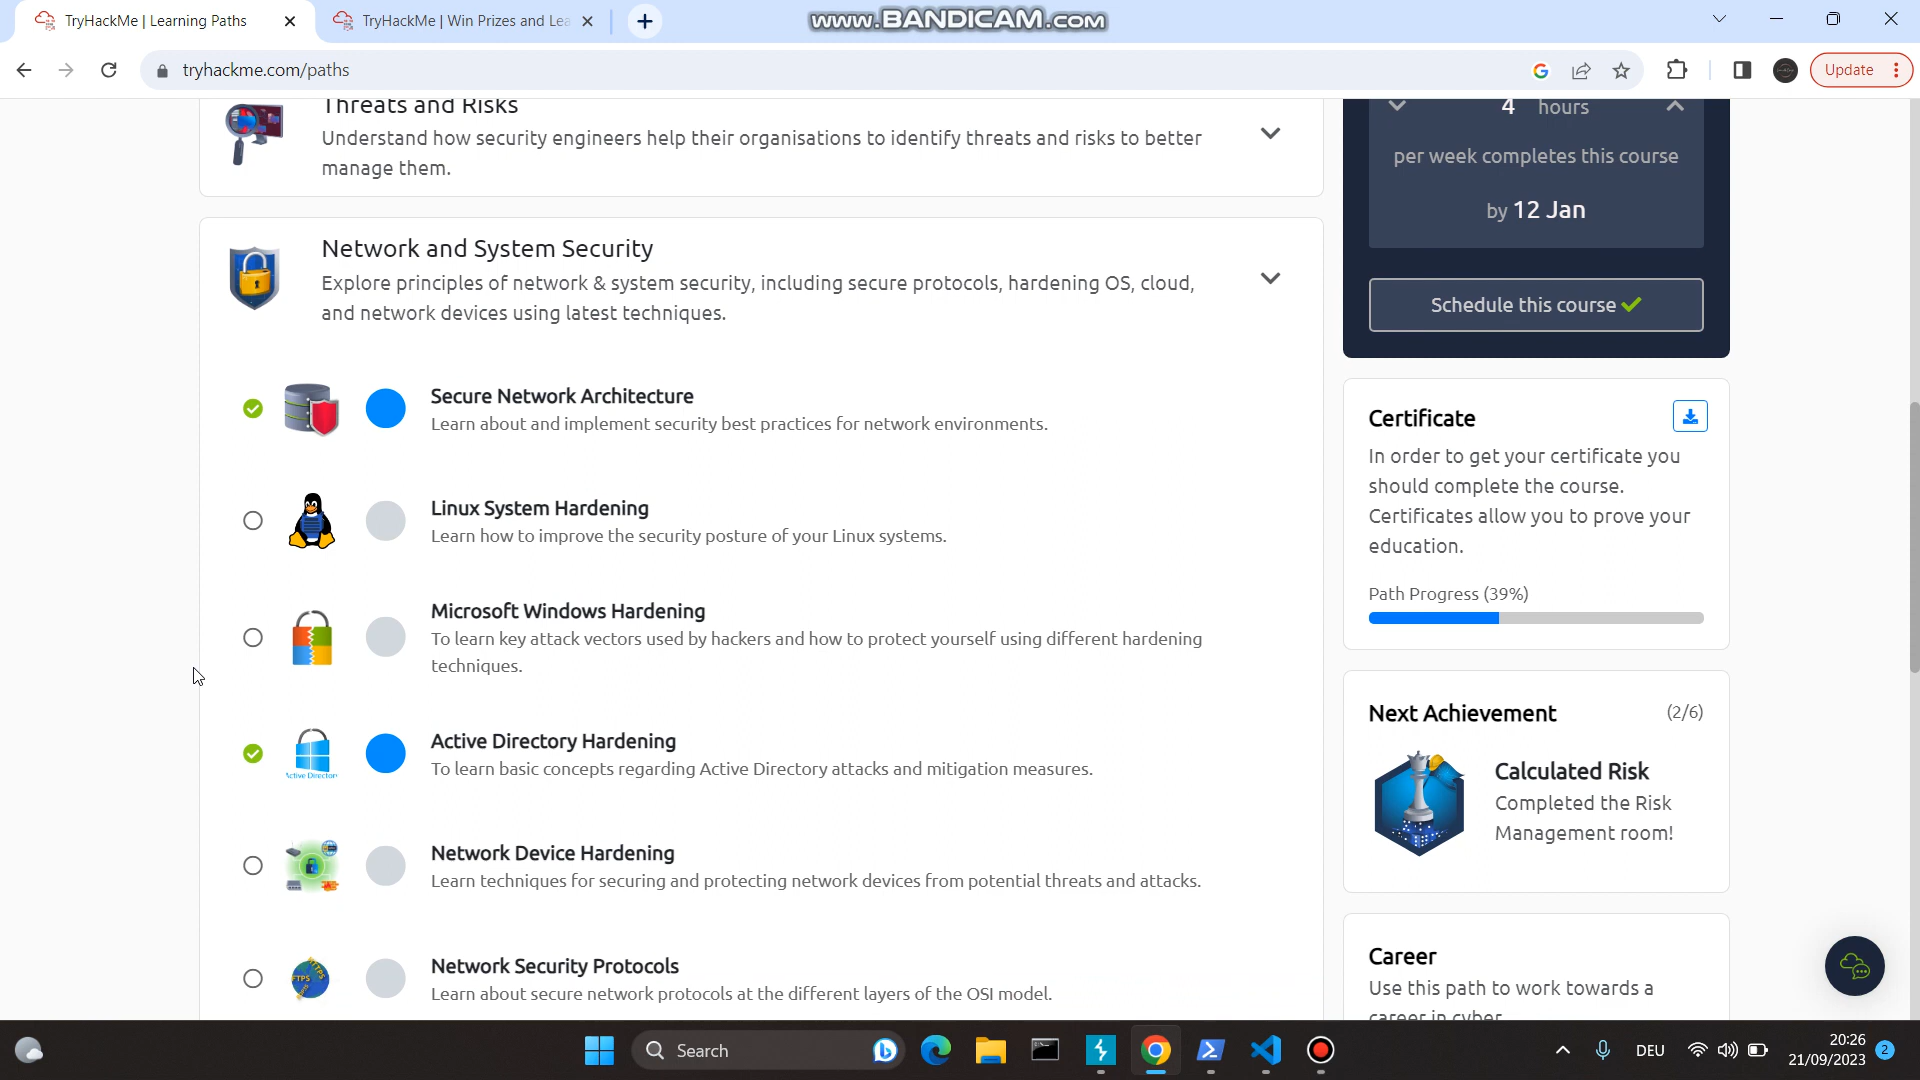 TryHackMe | Learning Paths
TryHackMe | Win Prizes and Lea
www.BANDICAM.com
tryhackme.com/paths
Update
Threats and Risks
Understand how security engineers help their organisations to identify threats and risks to better
manage them.
4 hours
per week completes this course
by 12 Jan
Schedule this course
Network and System Security
Explore principles of network & system security, including secure protocols, hardening OS, cloud,
and network devices using latest techniques.
Secure Network Architecture
Learn about and implement security best practices for network environments.
Linux System Hardening
Learn how to improve the security posture of your Linux systems.
Microsoft Windows Hardening
To learn key attack vectors used by hackers and how to protect yourself using different hardening
techniques.
Active Directory Hardening
To learn basic concepts regarding Active Directory attacks and mitigation measures.
Network Device Hardening
Learn techniques for securing and protecting network devices from potential threats and attacks.
Network Security Protocols
Learn about secure network protocols at the different layers of the OSI model.
Certificate
In order to get your certificate you
should complete the course.
Certificates allow you to prove your
education.
Path Progress (39%)
Next Achievement (2/6)
Calculated Risk
Completed the Risk
Management room!
Career
Use this path to work towards a
career in cyber
Search
DEU
20:26
21/09/2023
2